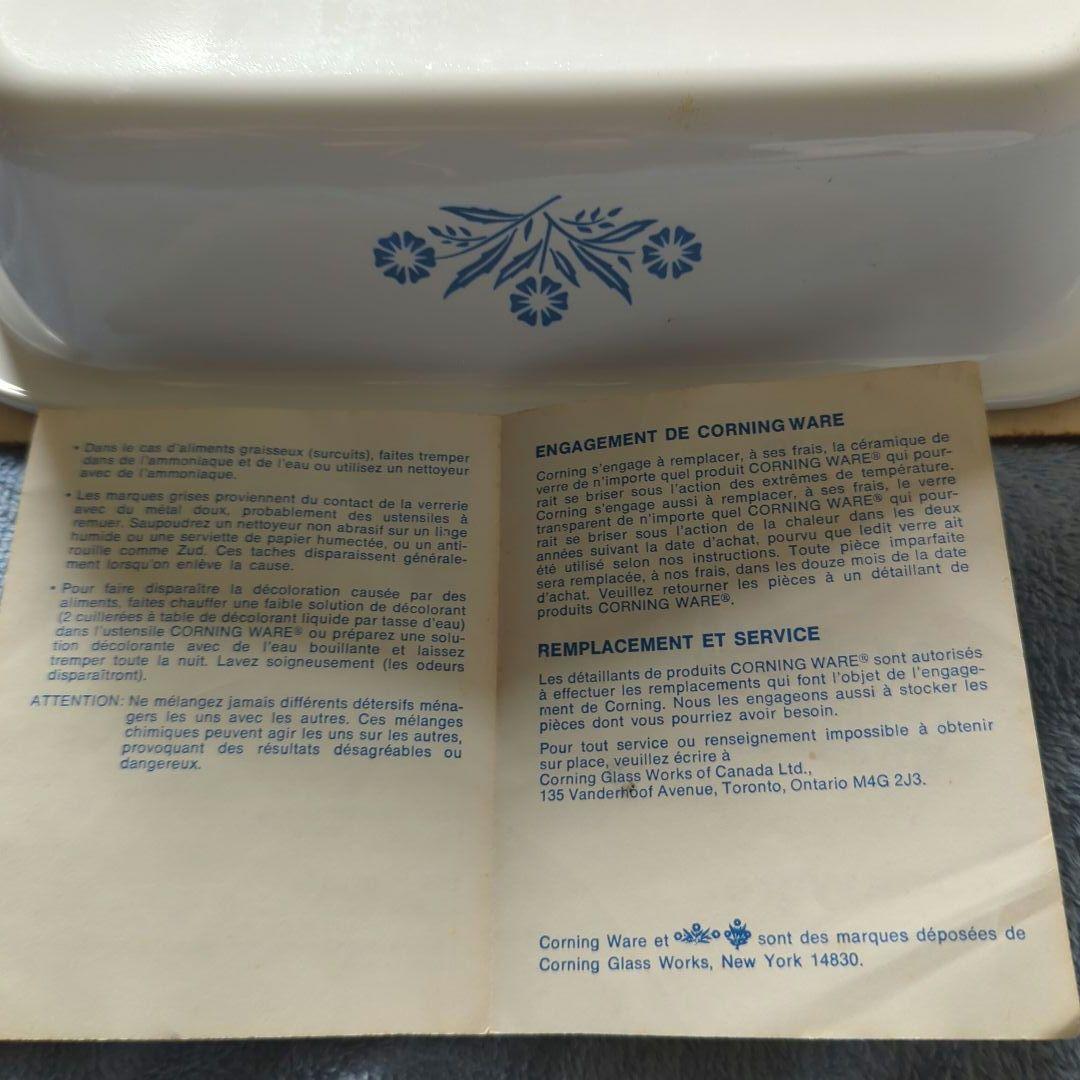 • Dans le cas d'aliments graisseux (surcuits), faites tremper
dans de l'ammoniaque et de l'eau ou utilisez un nettoyeur
avec de l'ammoniaque.
• Les marques grises proviennent du contact de la verrerie
avec du métal doux, probablement des ustensiles à
remuer. Saupoudrez un nettoyeur non abrasif sur un linge
humide ou une serviette de papier humectée, ou un anti-
rouille comme Zud. Ces taches disparaissent générale-
ment lorsqu'on enlève la cause.
• Pour faire disparaître la décoloration causée par des
aliments, faites chauffer une faible solution de décolorant
(2 cuillerées à table de décolorant liquide par tasse d'eau)
dans l'ustensile CORNING WARE® ou préparez une solu-
tion décolorante avec de l'eau bouillante et laissez
tremper toute la nuit. Lavez soigneusement (les odeurs
disparaîtront).
ATTENTION: Ne mélangez jamais différents détersifs ména-
gers les uns avec les autres. Ces mélanges
chimiques peuvent agir les uns sur les autres,
provoquant des résultats désagréables ou
dangereux.
ENGAGEMENT DE CORNING WARE
Corning s'engage à remplacer, à ses frais, la céramique de
verre de n'importe quel produit CORNING WARE® qui pour-
rait se briser sous l'action des extrêmes de température.
Corning s'engage aussi à remplacer, à ses frais, le verre
transparent de n'importe quel CORNING WARE® qui pour-
rait se briser sous l'action de la chaleur dans les deux
années suivant la date d'achat, pourvu que ledit verre ait
été utilisé selon nos instructions. Toute pièce imparfaite
sera remplacée, à nos frais, dans les douze mois de la date
d'achat. Veuillez retourner les pièces à un détaillant de
produits CORNING WARE®.
REMPLACEMENT ET SERVICE
Les détaillants de produits CORNING WARE® sont autorisés
à effectuer les remplacements qui font l'objet de l'engage-
ment de Corning. Nous les engageons aussi à stocker les
pièces dont vous pourriez avoir besoin.
Pour tout service ou renseignement impossible à obtenir
sur place, veuillez écrire à
Corning Glass Works of Canada Ltd.,
135 Vanderhoof Avenue, Toronto, Ontario M4G 2J3.
Corning Ware et sont des marques déposées de
Corning Glass Works, New York 14830.